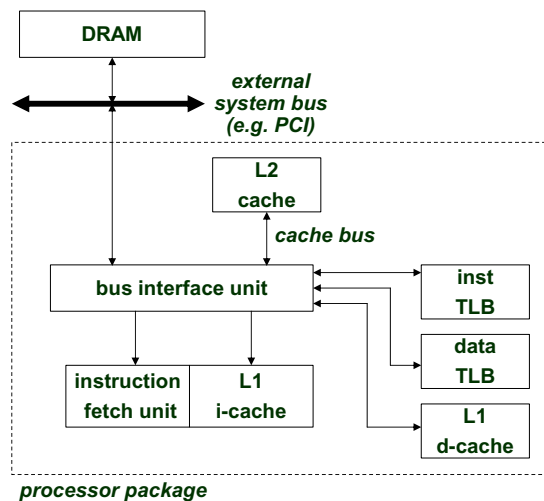 DRAM
external
system bus
(e.g. PCI)
L2
cache
cache bus
bus interface unit
inst
TLB
data
TLB
instruction
fetch unit
L1
i-cache
L1
d-cache
processor package